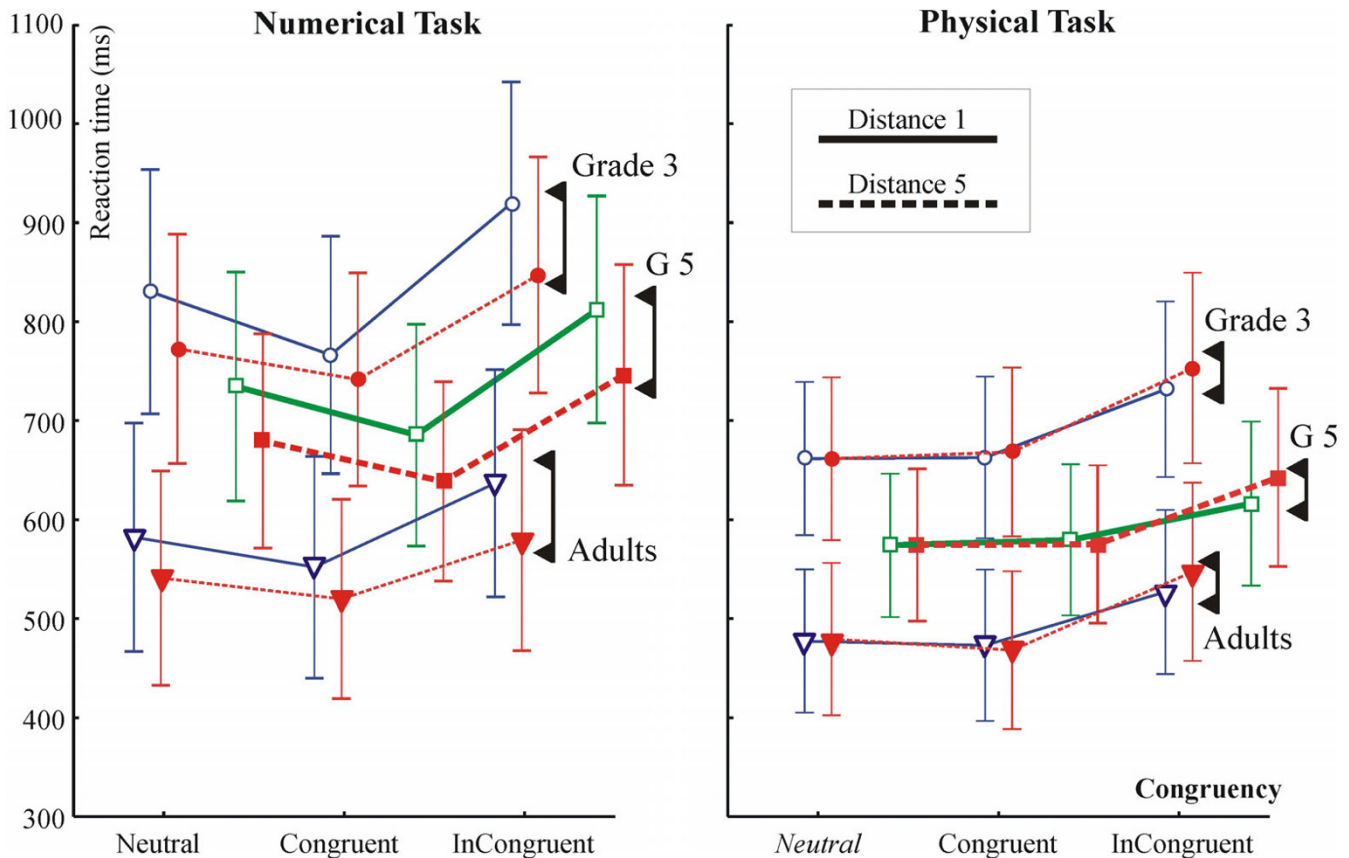 Numerical Task
Physical Task
Reaction time (ms)
1100
1000
900
800
700
600
500
400
300
Grade 3
G 5
Adults
Neutral
Congruent
InCongruent
Distance 1
Distance 5
Grade 3
G 5
Adults
Congruency
Neutral
Congruent
InCongruent